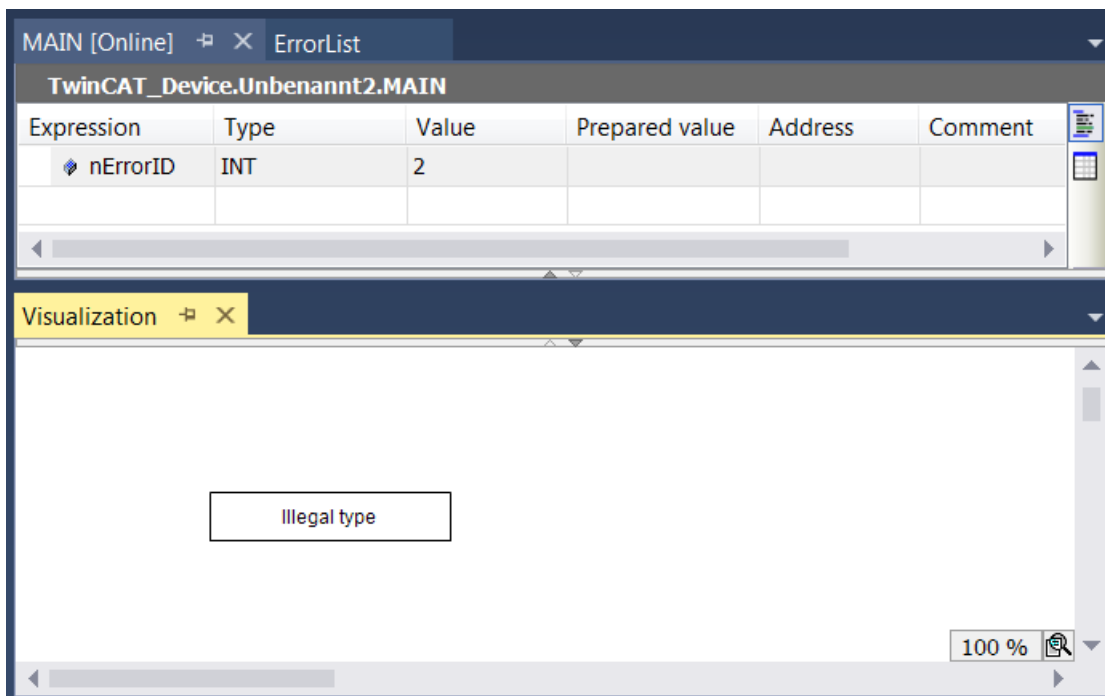 MAIN [Online] ErrorList
TwinCAT_Device.Unbenannt2.MAIN
Expression Type Value Prepared value Address Comment
nErrorID INT 2
Visualization
Illegal type
100 %